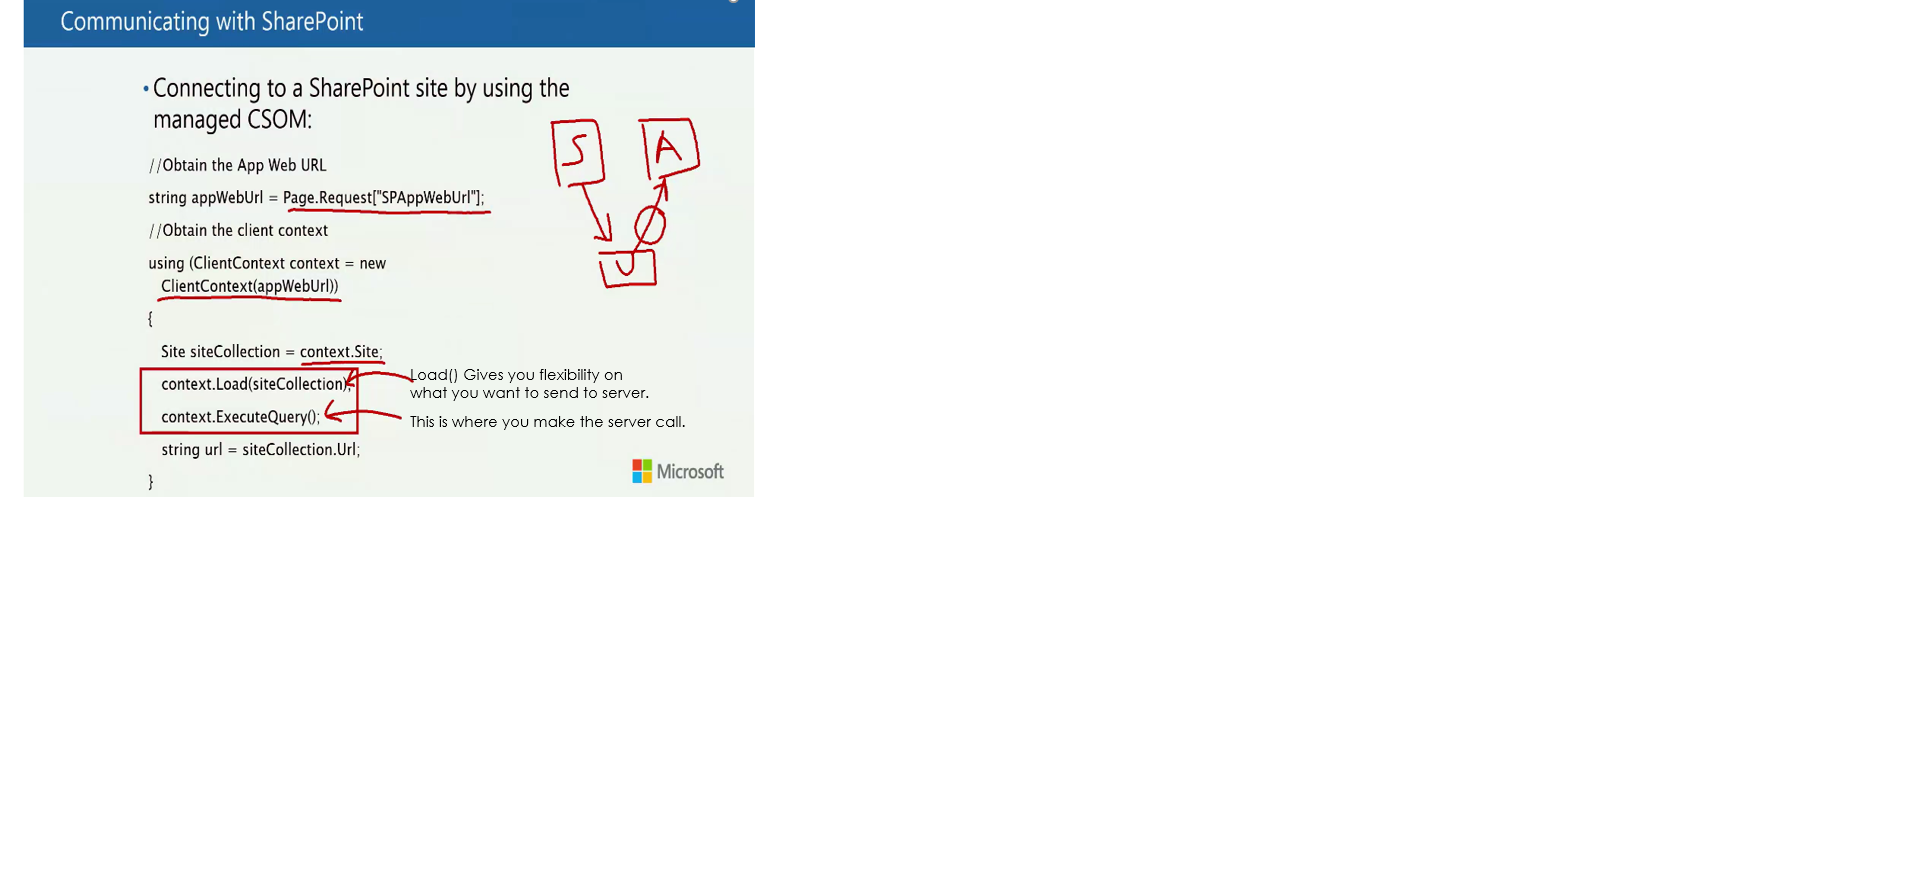 Communicating with SharePoint
• Connecting to a SharePoint site by using the
managed CSOM:
//Obtain the App Web URL
string appWebUrl = Page.Request["SPAppWebUrl"];
//Obtain the client context
using (ClientContext context = new
ClientContext(appWebUrl))
{
Site siteCollection = context.Site;
context.Load(siteCollection);
context.ExecuteQuery();
string url = siteCollection.Url;
}
S
A
U
Load() Gives you flexibility on
what you want to send to server.
This is where you make the server call.
Microsoft